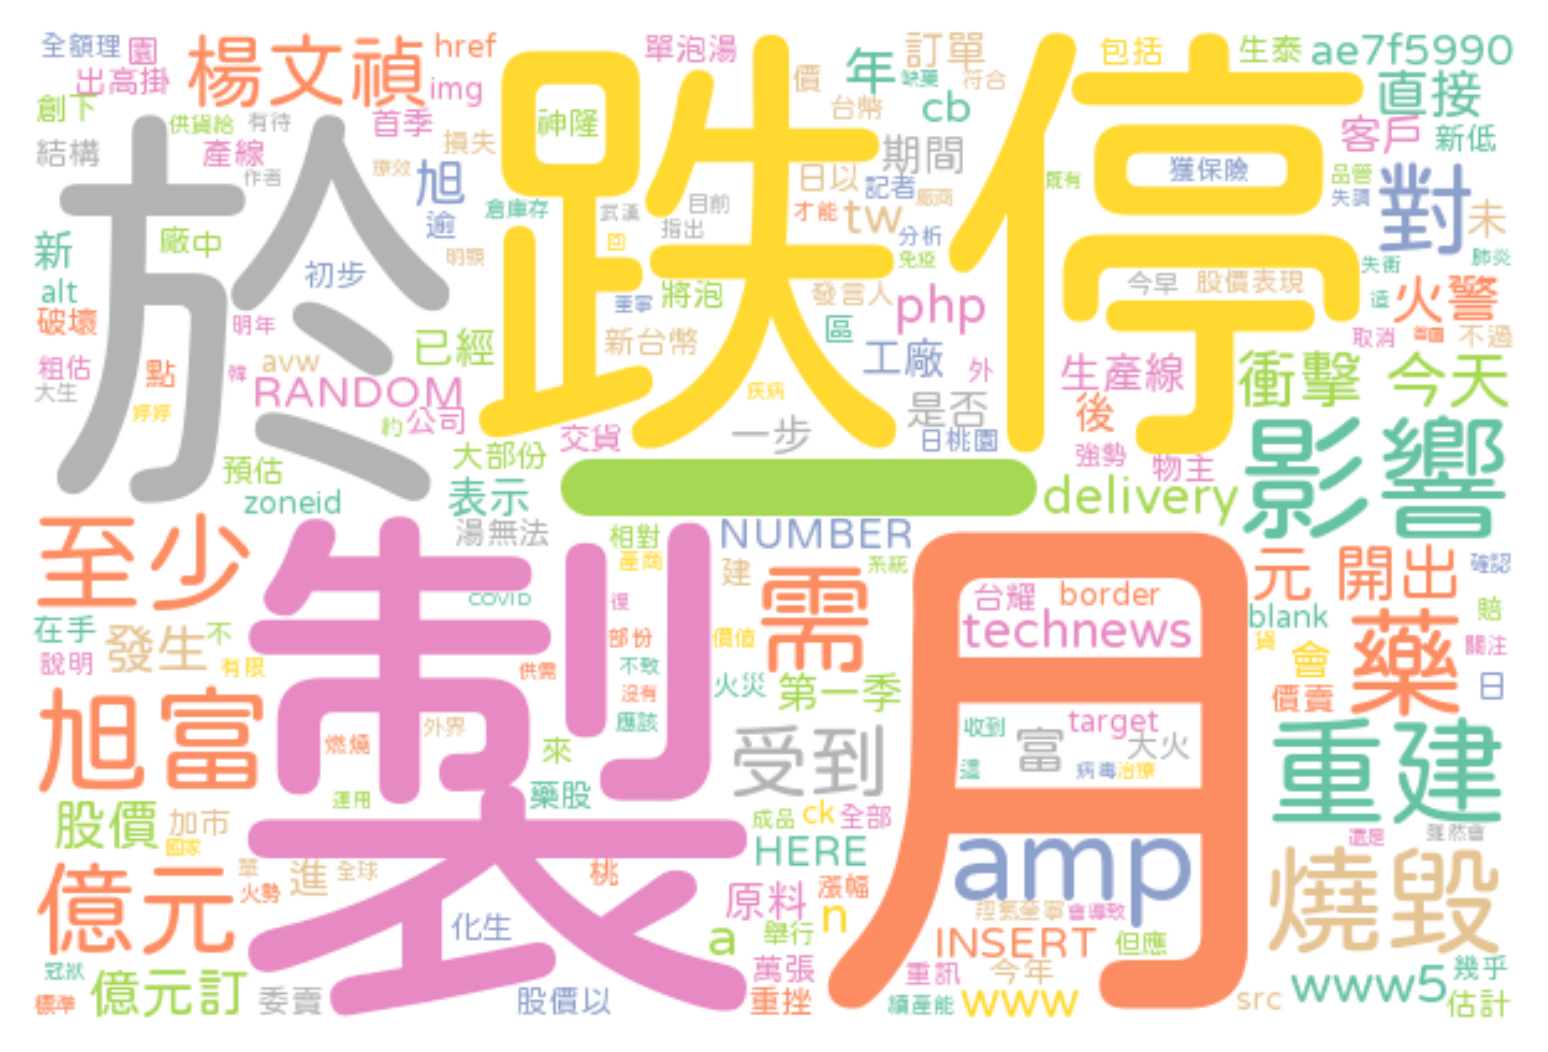 全額理 園 楊文禎 href 單泡湯 年 缺藥 訂單 符合 包括 生泰 ae7f5990
出高掛 img 價 cb 直接
創下 供貨給 有待 首季 損失 神隆 跌停 台幣 期間 客戶 新低
結構 產線 作者 療效 旭 日以 記者 廠商 獲保險 品管 對
於 倉庫存 武漢 目前 才能 tw 既有 失調 未
新 廠中 逾 明顯 回 指出 分析 免疫 失衡 肺炎
alt 初步 董事 將泡 發言人 php 今早 股價表現 火警
破壞 明年 已經 新台幣 區 工廠 取消 不過
粗估 點 韓 avw 外 生產線 衝擊 今天
大生 婷婷 RANDOM 約 公司 疾病 是否 後
預估 大部份 交貨 一步 日桃園 強勢 物主 影響
zoneid 表示 一 delivery
至少 湯無法 相對 NUMBER 元 開出 確認
製 產商 建 需 系統 月 台耀 border
在手 發生 不 COVID 復 technews blank 賠
說明 有限 供需 部份 價值 貨 會 藥 關注
旭富 不致 沒有 火災 第一季 價賣 日
燃燒 外界 來 應該 受到 收到 富 target 大火 重建
運用 藥股 這 病毒 治療
股價 加市 國家 成品 ck 全部 還是 雖然會
億元 單 火勢 進 全球 桃 HERE amp 燒毀
化生 原料 漲幅 n 會導致
冠狀 a 舉行 INSERT 但應
標準 億元訂 委賣 股價以 萬張 重挫 重訊 今年 www5 幾乎
續產能 www src 估計